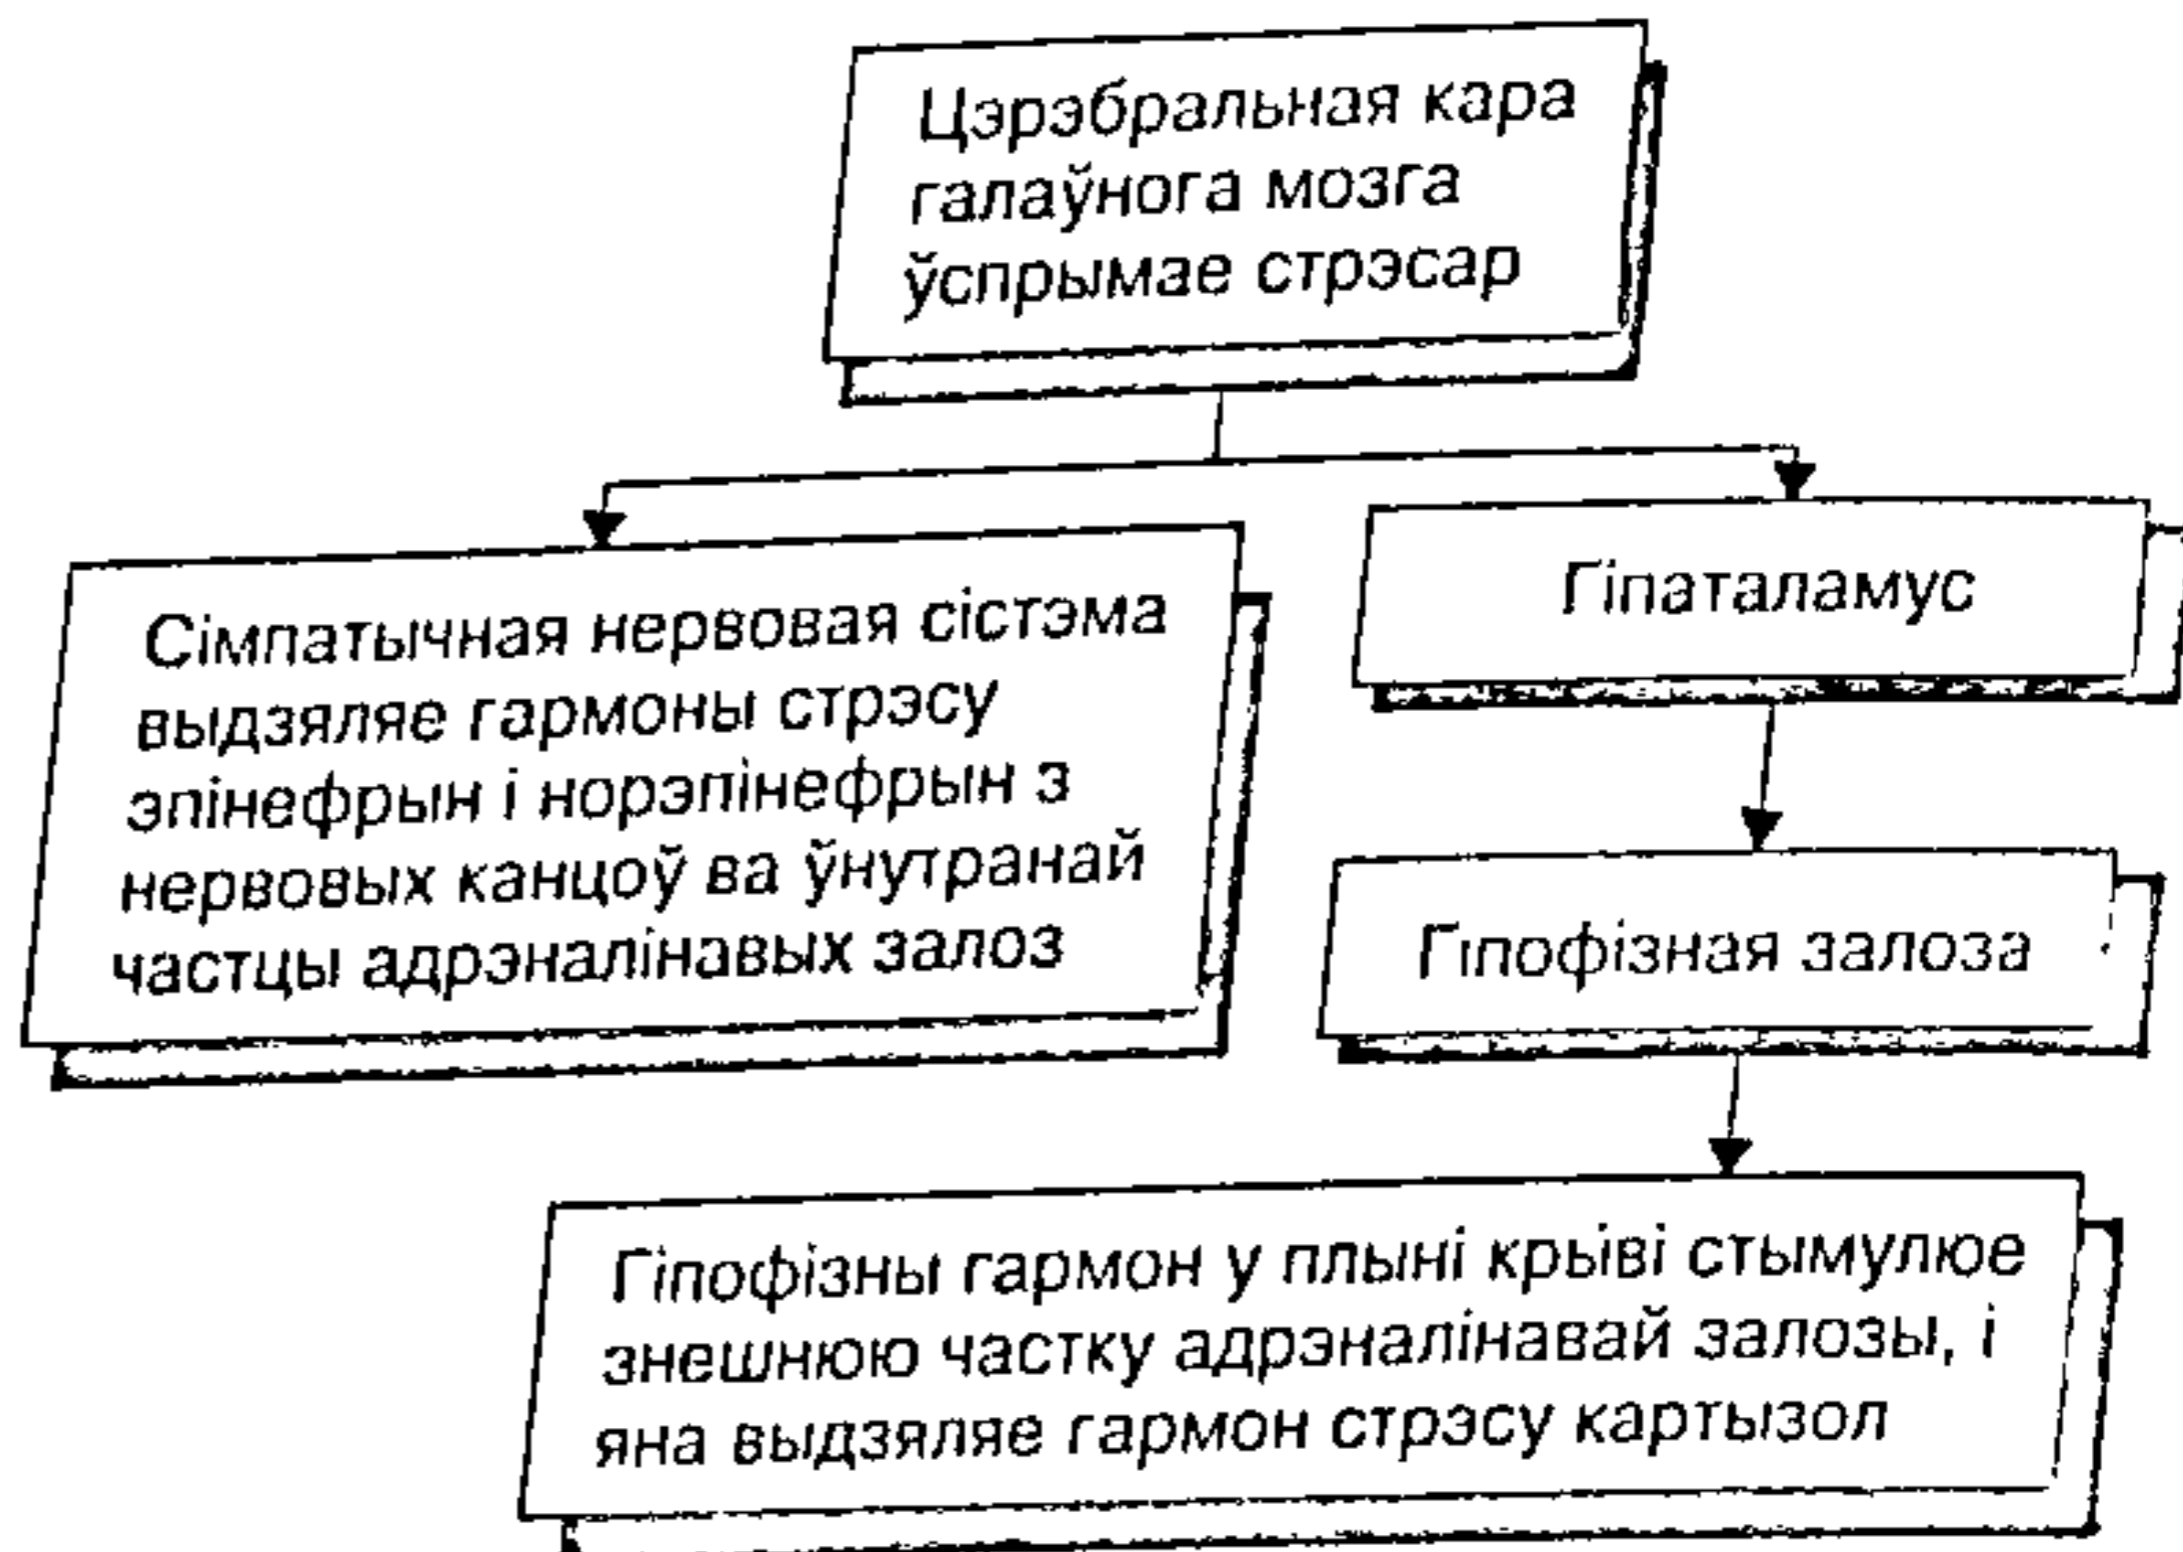 Цэрэбральная кара
галаўнога мозга
ўспрымае стрэсар
Сімпатычная нервовая сістэма
выдзяляе гармоны стрэсу
эпінефрын і норэпінефрын з
нервовых канцоў ва ўнутранай
частцы адрэналінавых залоз
Гіпаталамус
Гіпофізная залоза
Гіпофізны гармон у плыні крыві стымулюе
знешнюю частку адрэналінавай залозы, і
яна выдзяляе гармон стрэсу картызол